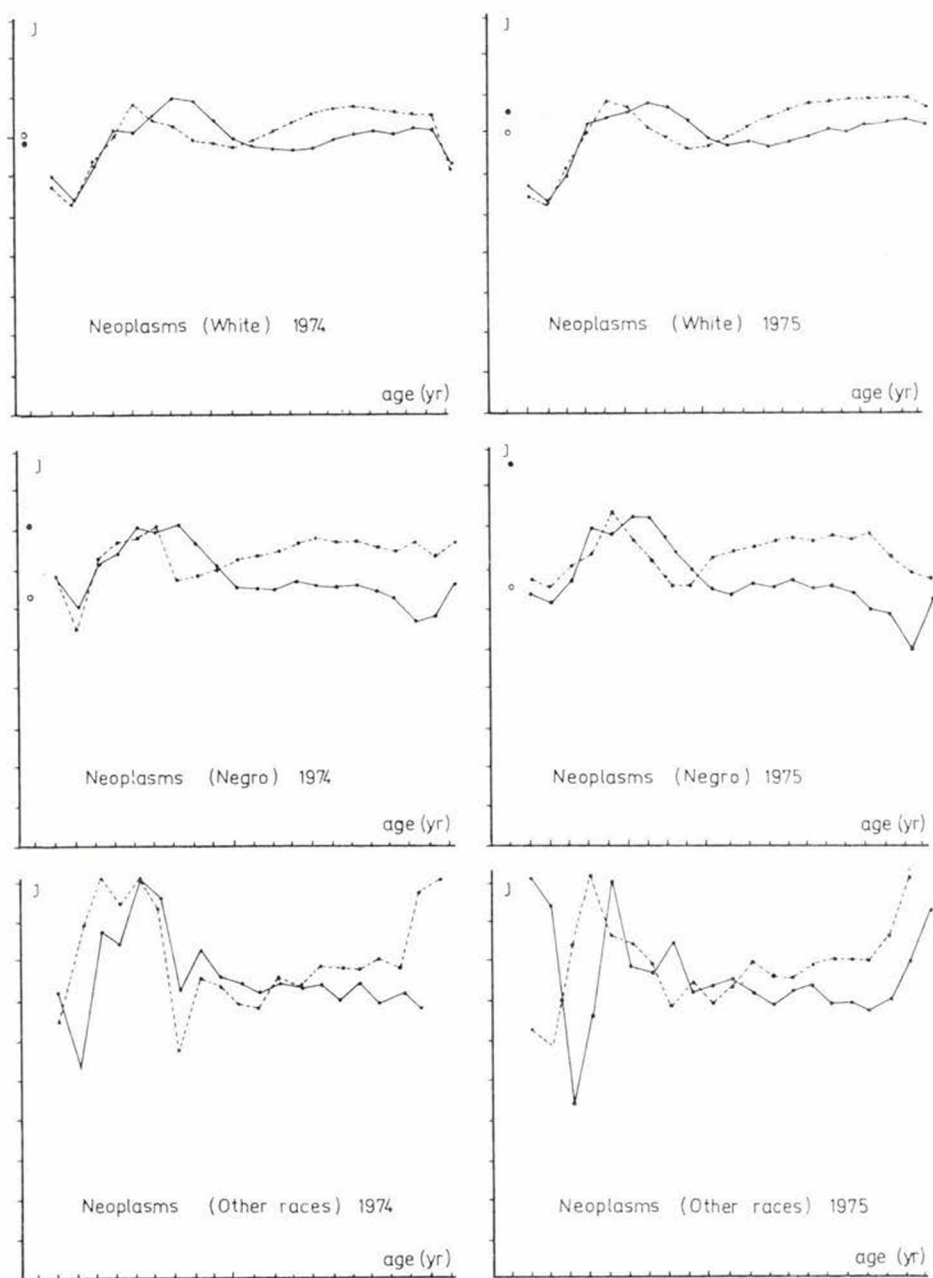 J
Neoplasms (White) 1974
age (yr)
J
Neoplasms (White) 1975
age (yr)
J
Neoplasms (Negro) 1974
age (yr)
J
Neoplasms (Negro) 1975
age (yr)
J
Neoplasms (Other races) 1974
age (yr)
J
Neoplasms (Other races) 1975
age (yr)